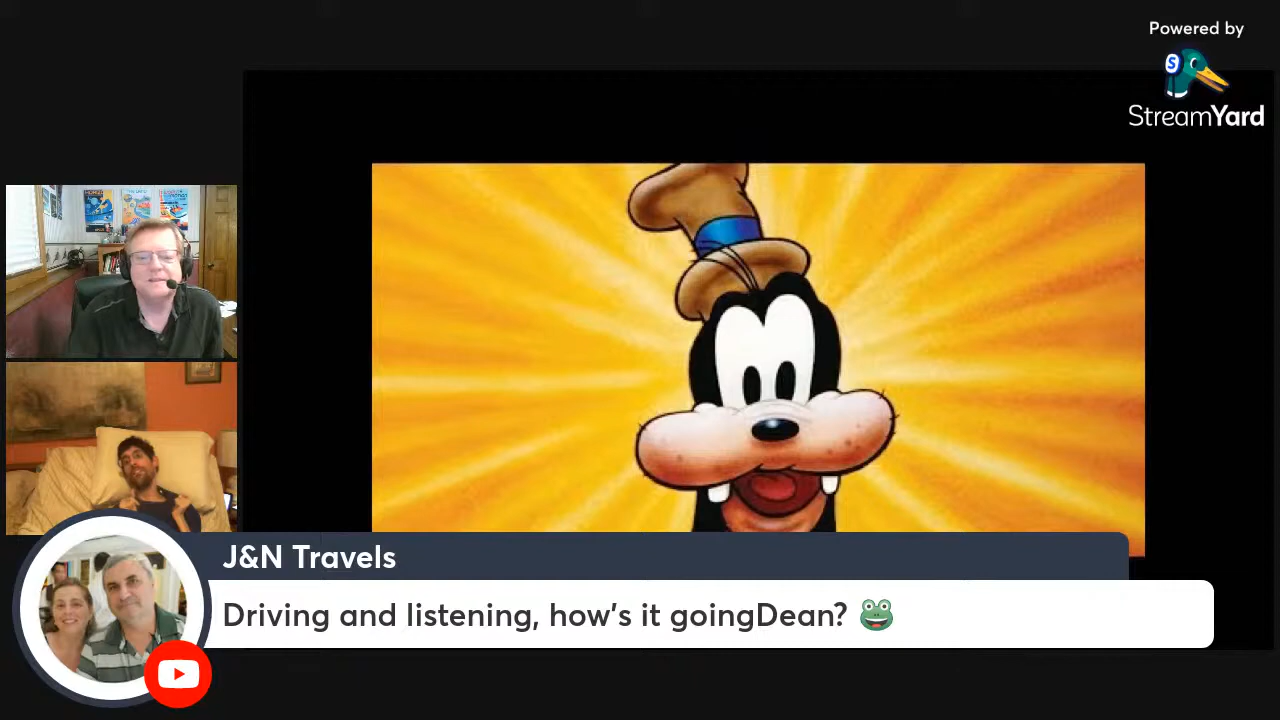 Powered by
StreamYard
J&N Travels
Driving and listening, how's it goingDean? 🐸